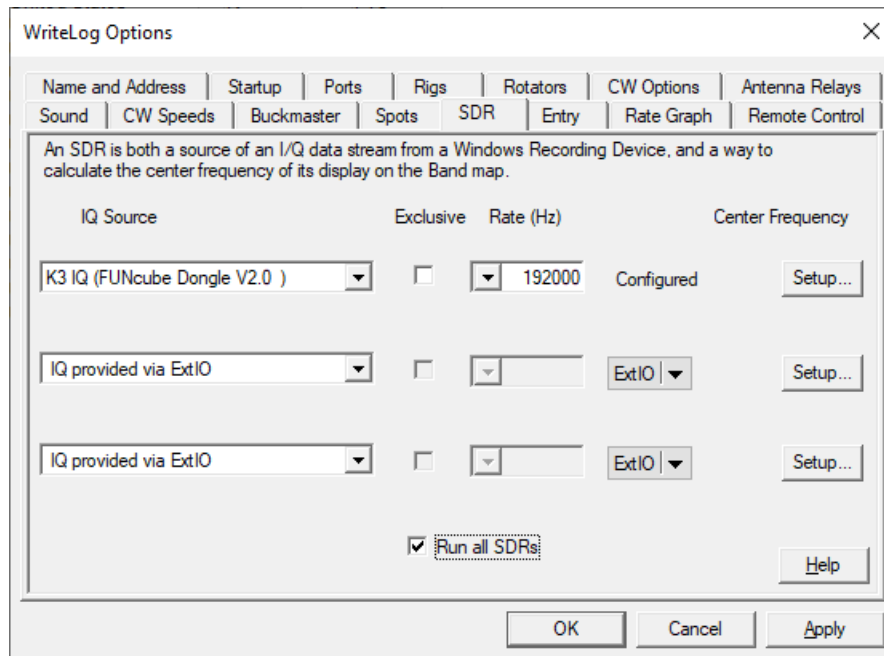 WriteLog Options
Name and Address Startup Ports Rigs Rotators CW Options Antenna Relays
Sound CW Speeds Buckmaster Spots SDR Entry Rate Graph Remote Control
An SDR is both a source of an I/Q data stream from a Windows Recording Device, and a way to
calculate the center frequency of its display on the Band map.
IQ Source Exclusive Rate (Hz) Center Frequency
K3 IQ (FUNcube Dongle V2.0 ) 192000 Configured Setup...
IQ provided via ExtIO ExtIO Setup...
IQ provided via ExtIO ExtIO Setup...
Run all SDRs
Help
OK Cancel Apply